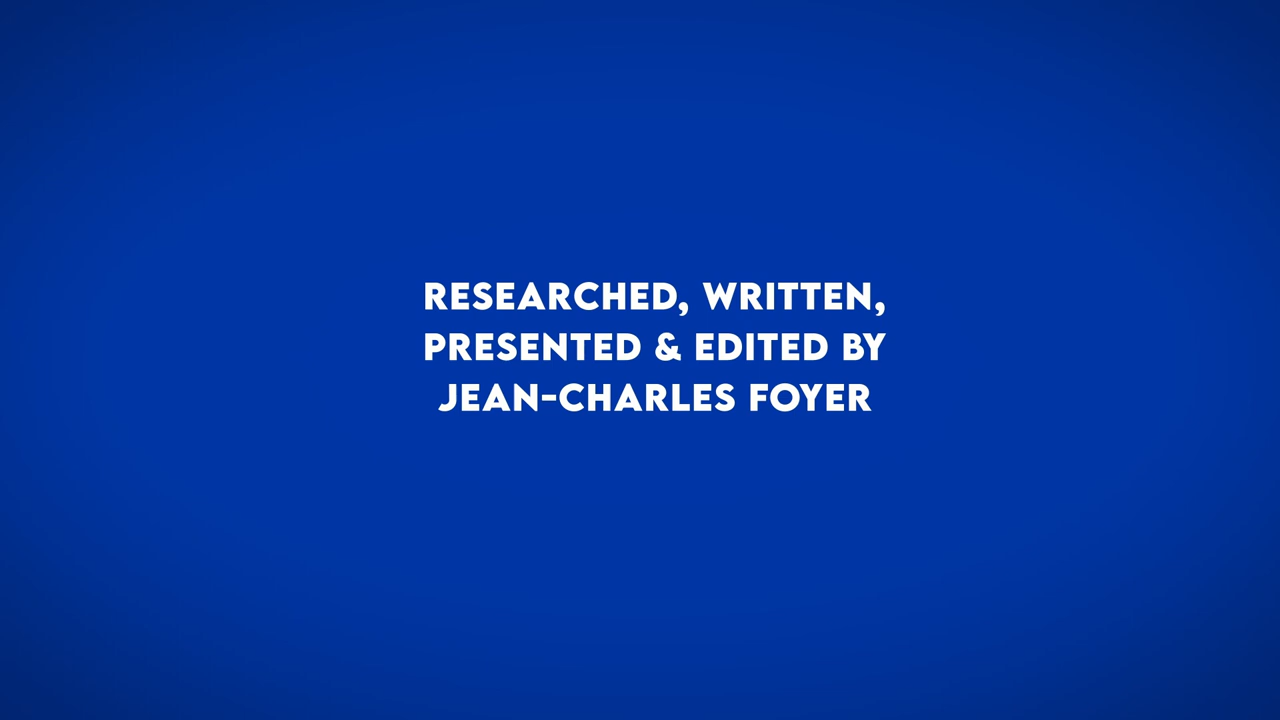 RESEARCHED, WRITTEN,
PRESENTED & EDITED BY
JEAN-CHARLES FOYER